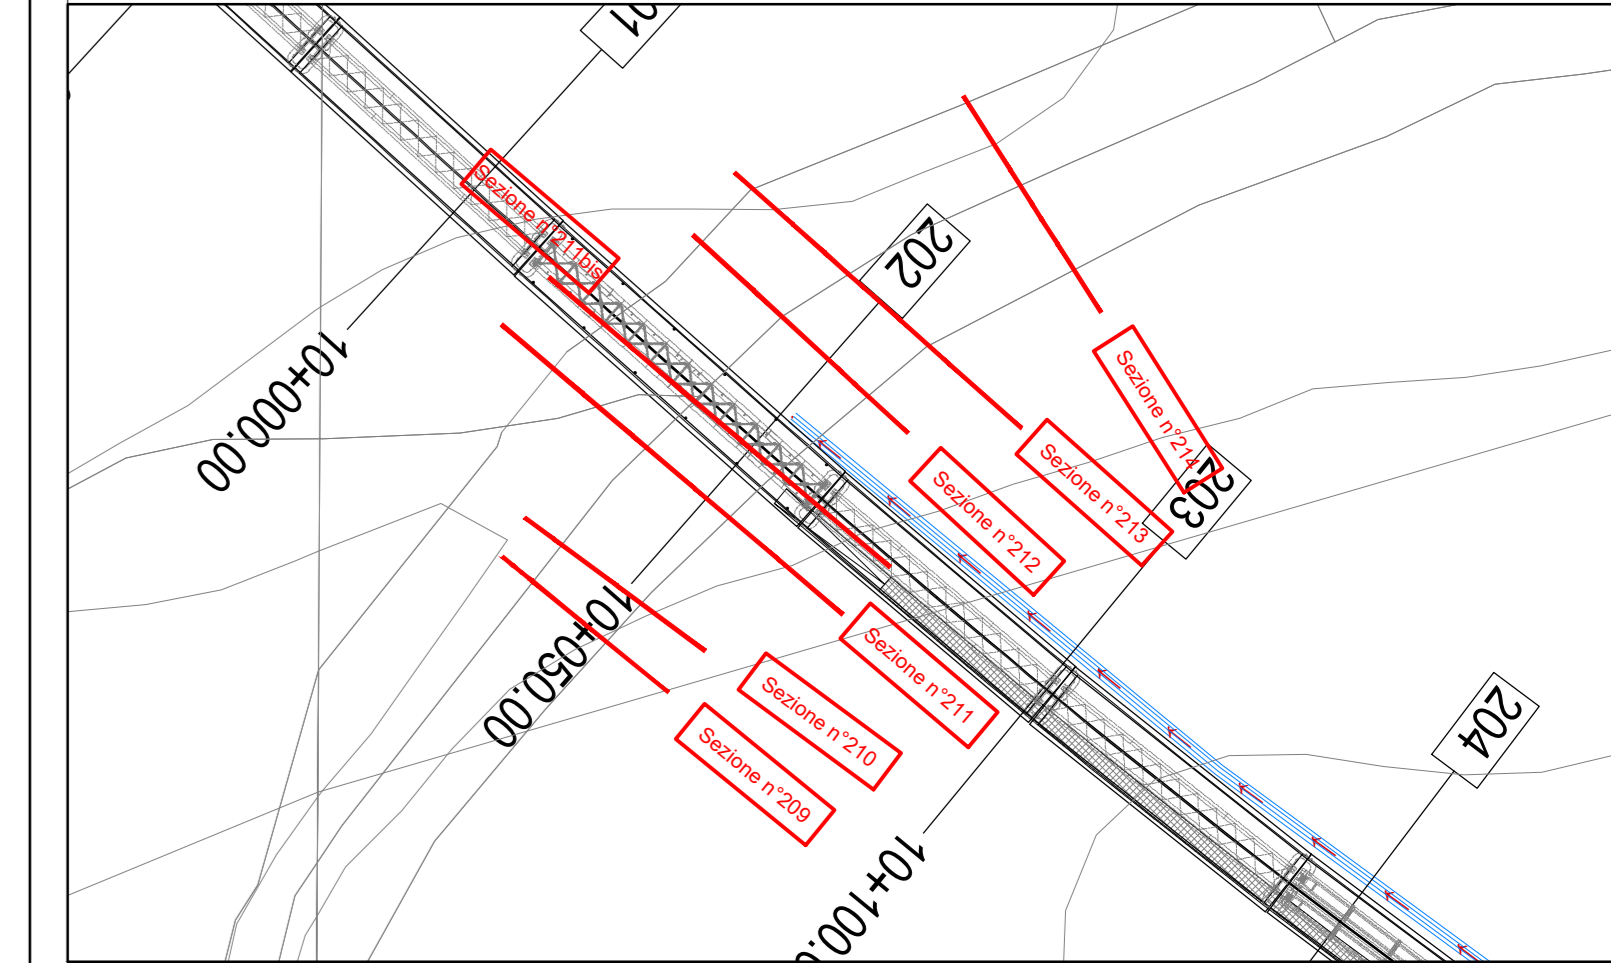 Sezione n°211bis
202
Sezione n°214
203
Sezione n°213
Sezione n°212
10+000.00
10+050.00
Sezione n°211
Sezione n°210
Sezione n°209
204